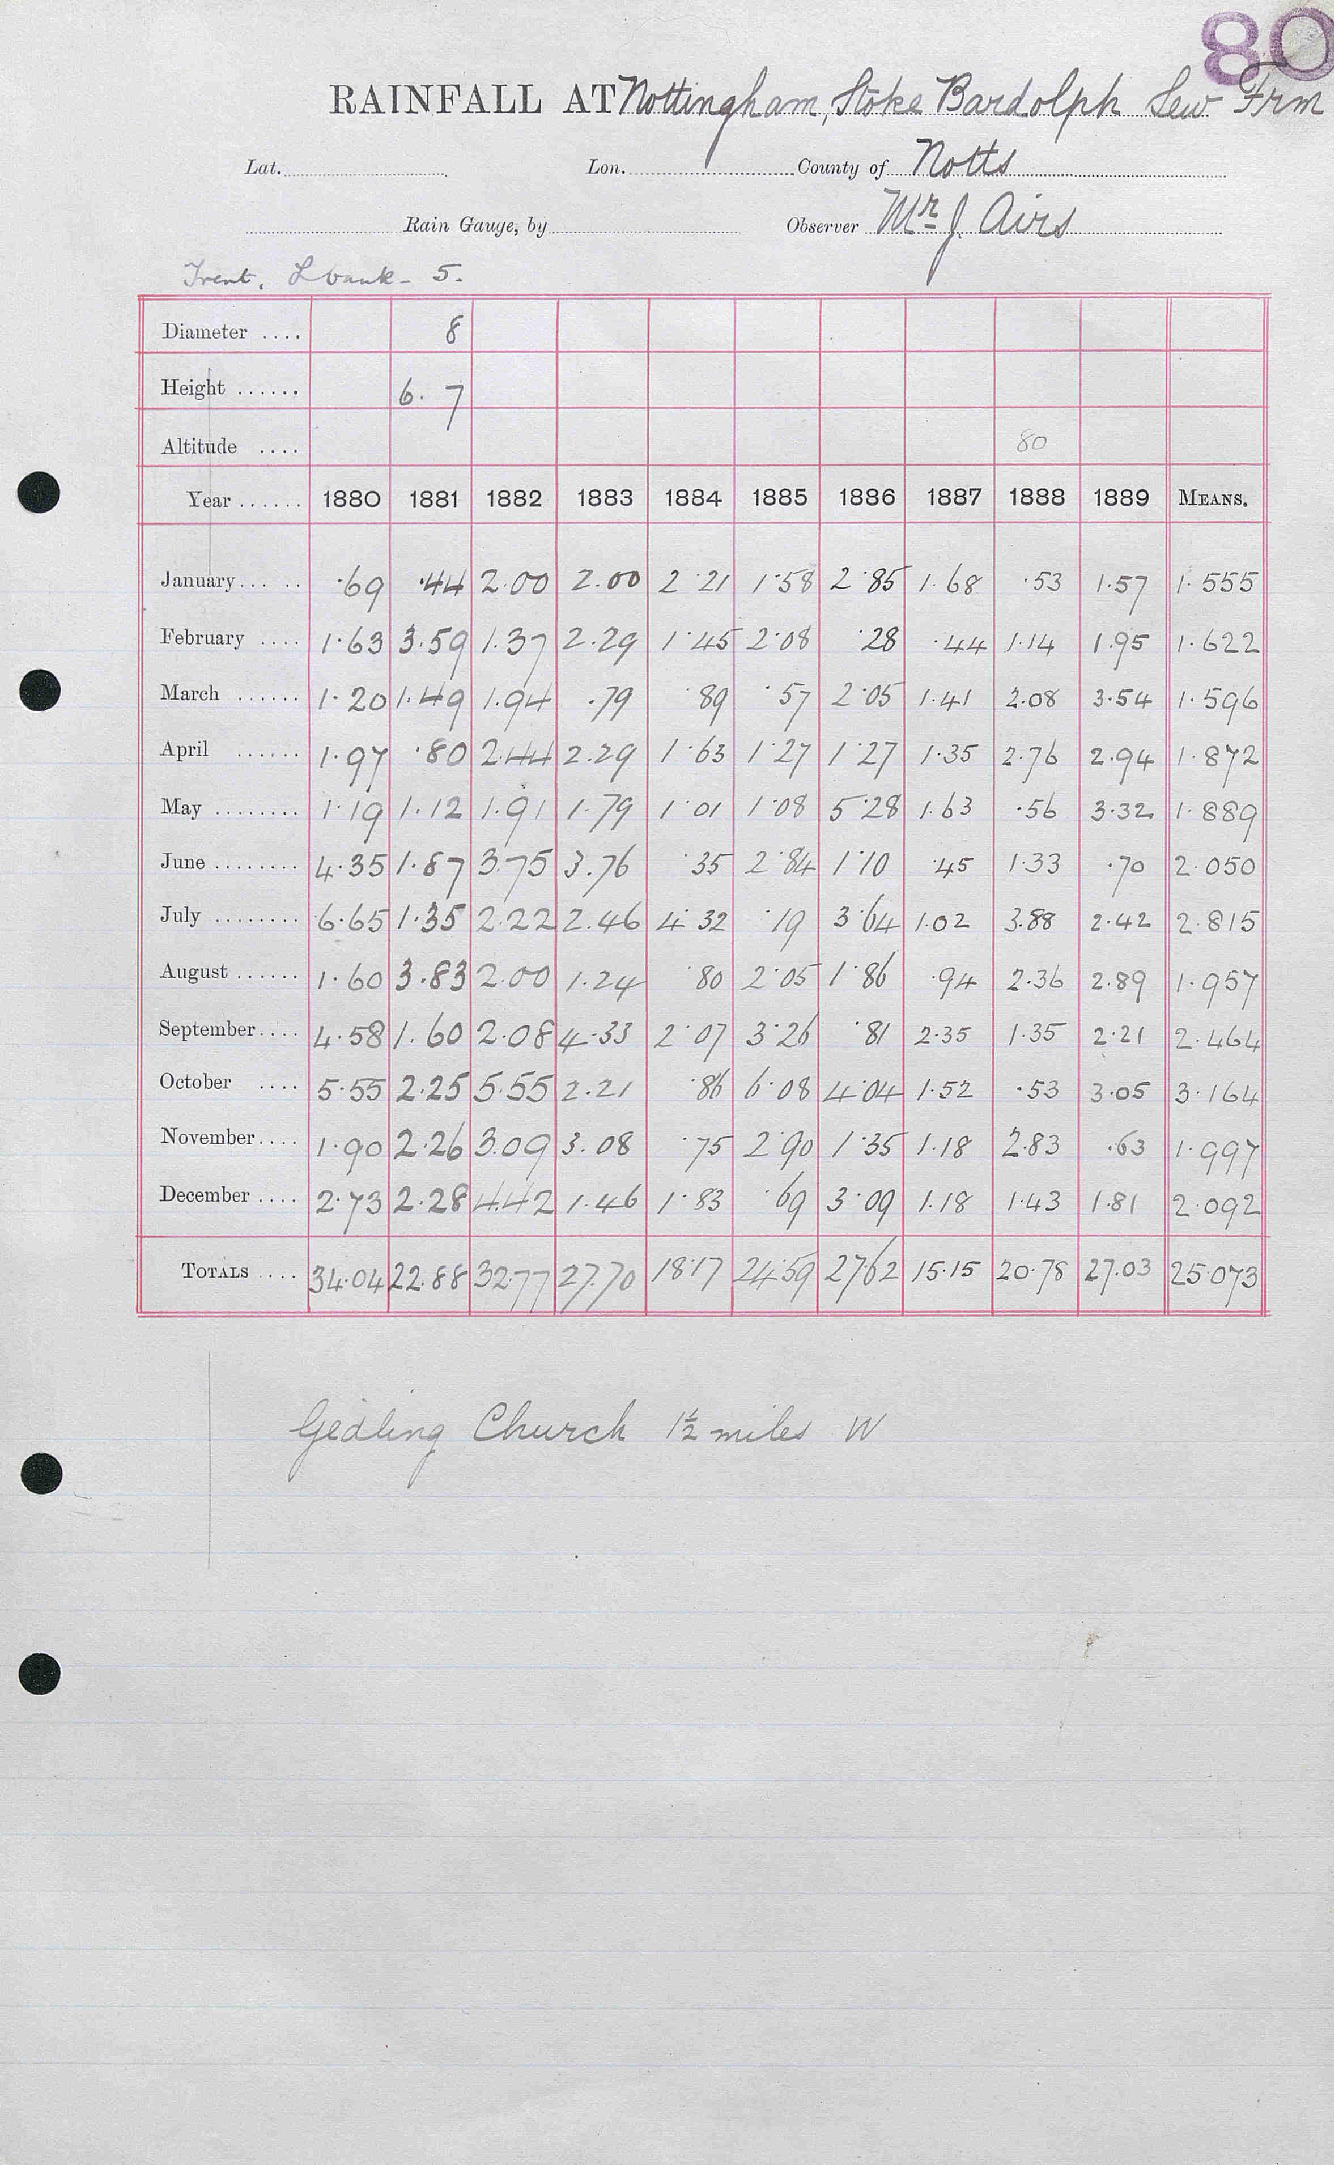 80
RAINFALL AT Nottingham, Stoke Bardolph Sew Frm
Lat. Lon. County of Notts
Rain Gauge, by Observer Mr J. Airs
Trent, L bank - 5.
Diameter .... 8
Height ...... 6. 7
Altitude .... 80
Year ...... 1880 1881 1882 1883 1884 1885 1886 1887 1888 1889 MEANS.
January ... .. .69 .44 2.00 2.00 2.21 1.58 2.85 1.68 .53 1.57 1.555
February .... 1.63 3.59 1.37 2.29 1.45 2.08 .28 .44 1.14 1.95 1.622
March ...... 1.20 1.49 1.94 .79 .89 .57 2.05 1.41 2.08 3.54 1.596
April ...... 1.97 .80 2.44 2.29 1.63 1.27 1.27 1.35 2.76 2.94 1.872
May ........ 1.19 1.12 1.91 1.79 1.01 1.08 5.28 1.63 .56 3.32 1.889
June ........ 4.35 1.87 3.75 3.76 .35 2.84 1.10 .45 1.33 .70 2.050
July ........ 6.65 1.35 2.22 2.46 4.32 .19 3.64 1.02 3.88 2.42 2.815
August ...... 1.60 3.83 2.00 1.24 .80 2.05 1.86 .94 2.36 2.89 1.957
September .... 4.58 1.60 2.08 4.33 2.07 3.26 .81 2.35 1.35 2.21 2.464
October .... 5.55 2.25 5.55 2.21 .86 6.08 4.04 1.52 .53 3.05 3.164
November .... 1.90 2.26 3.09 3.08 .75 2.90 1.35 1.18 2.83 .63 1.997
December .... 2.73 2.28 4.42 1.46 1.83 .69 3.09 1.18 1.43 1.81 2.092
TOTALS .... 34.04 22.88 32.77 27.70 18.17 24.59 27.62 15.15 20.78 27.03 25.073
Gedling Church 1½ miles W